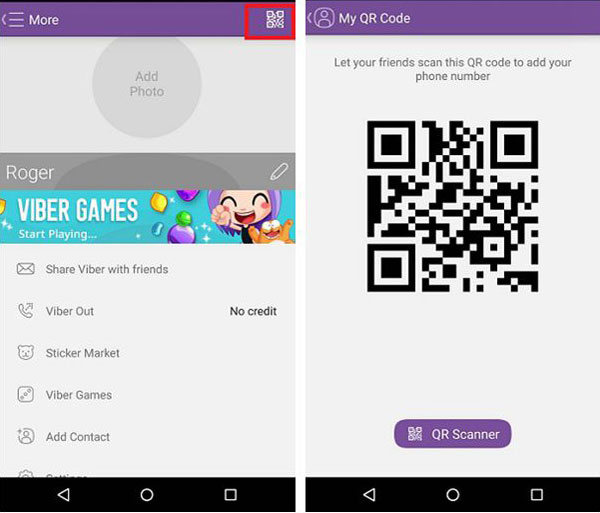 More
Add
Photo
Roger
VIBER GAMES
Start Playing...
Share Viber with friends
Viber Out
No credit
Sticker Market
Viber Games
Add Contact
My QR Code
Let your friends scan this QR code to add your
phone number
QR Scanner